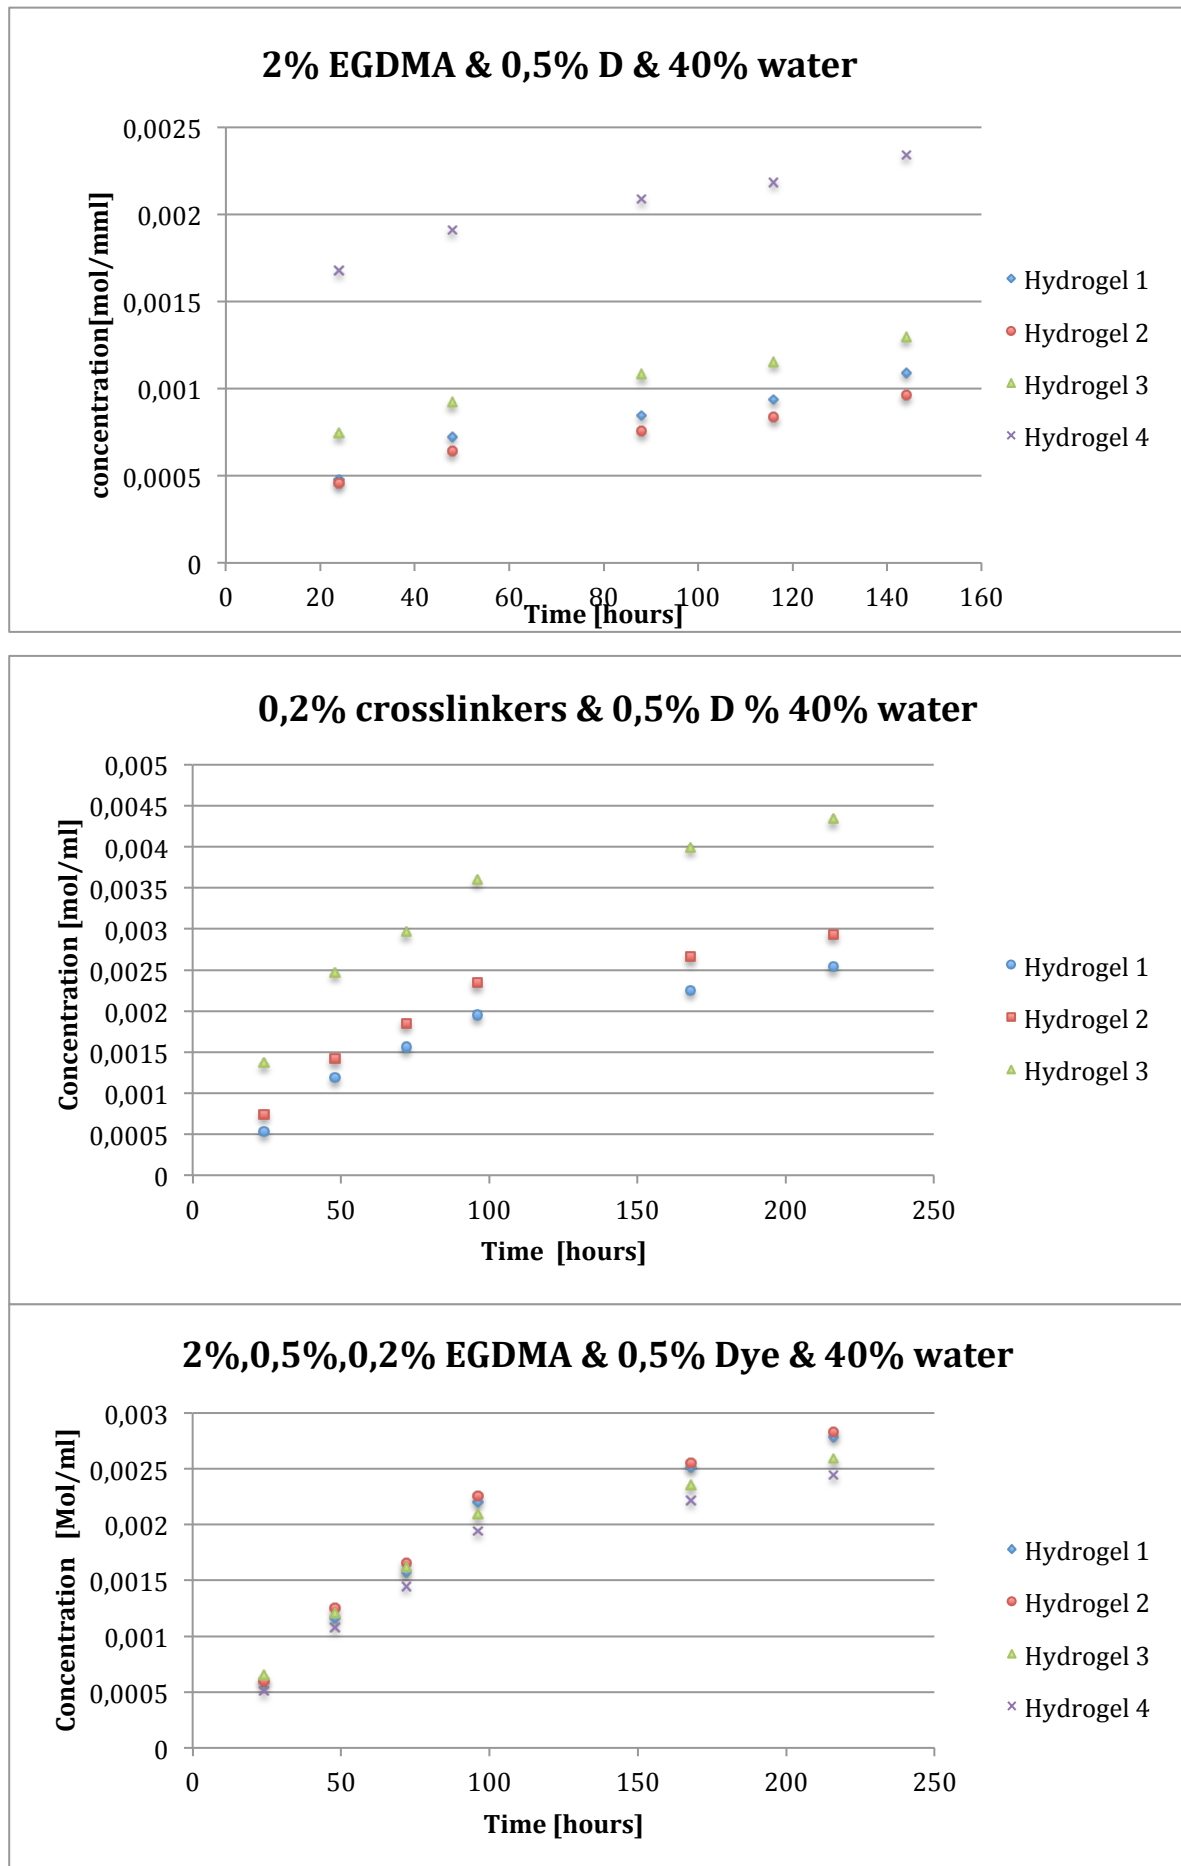 2% EGDMA & 0,5% D & 40% water
0,0025
0,002
0,0015
0,001
0,0005
0
concentration[mol/mml]
0 20 40 60 80 100 120 140 160
Time [hours]
Hydrogel 1
Hydrogel 2
Hydrogel 3
Hydrogel 4
0,2% crosslinkers & 0,5% D % 40% water
0,005
0,0045
0,004
0,0035
0,003
0,0025
0,002
0,0015
0,001
0,0005
0
Concentration [mol/ml]
0 50 100 150 200 250
Time [hours]
Hydrogel 1
Hydrogel 2
Hydrogel 3
2%,0,5%,0,2% EGDMA & 0,5% Dye & 40% water
0,003
0,0025
0,002
0,0015
0,001
0,0005
0
Concentration [Mol/ml]
0 50 100 150 200 250
Time [hours]
Hydrogel 1
Hydrogel 2
Hydrogel 3
Hydrogel 4